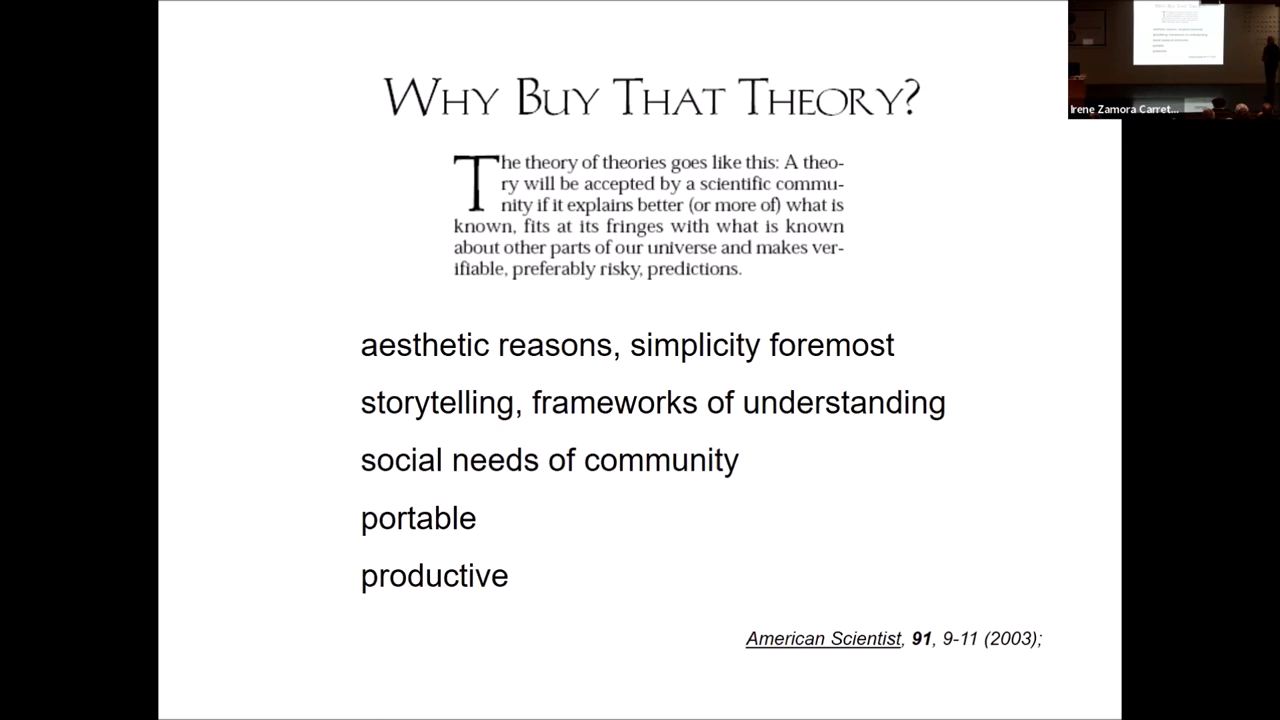 WHY BUY THAT THEORY?
The theory of theories goes like this: A theo-
ry will be accepted by a scientific commu-
nity if it explains better (or more of) what is
known, fits at its fringes with what is known
about other parts of our universe and makes ver-
ifiable, preferably risky, predictions.
aesthetic reasons, simplicity foremost
storytelling, frameworks of understanding
social needs of community
portable
productive
American Scientist, 91, 9-11 (2003);
Irene Zamora Carret...